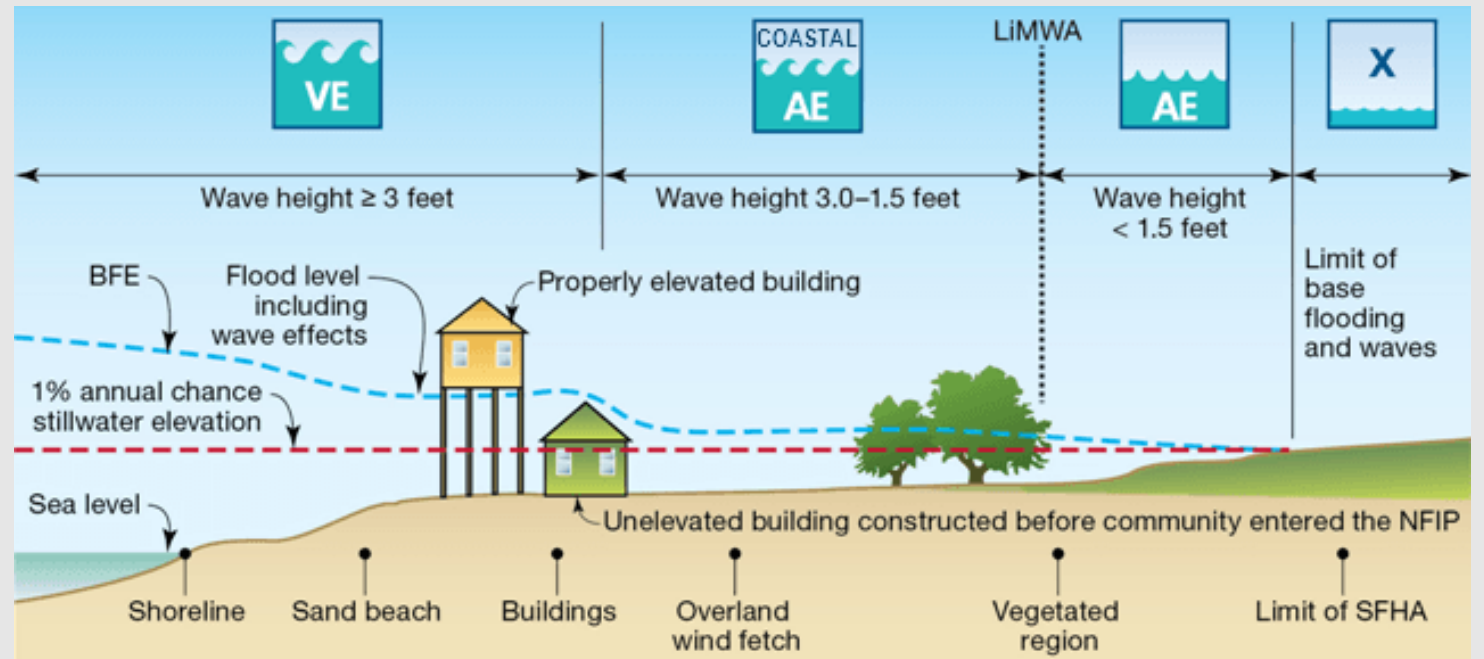 LiMWA
VE
COASTAL
AE
AE
X
Wave height ≥ 3 feet
Wave height 3.0–1.5 feet
Wave height
< 1.5 feet
BFE
Flood level
including
wave effects
Properly elevated building
Limit of
base
flooding
and waves
1% annual chance
stillwater elevation
Sea level
Unelevated building constructed before community entered the NFIP
Shoreline
Sand beach
Buildings
Overland
wind fetch
Vegetated
region
Limit of SFHA